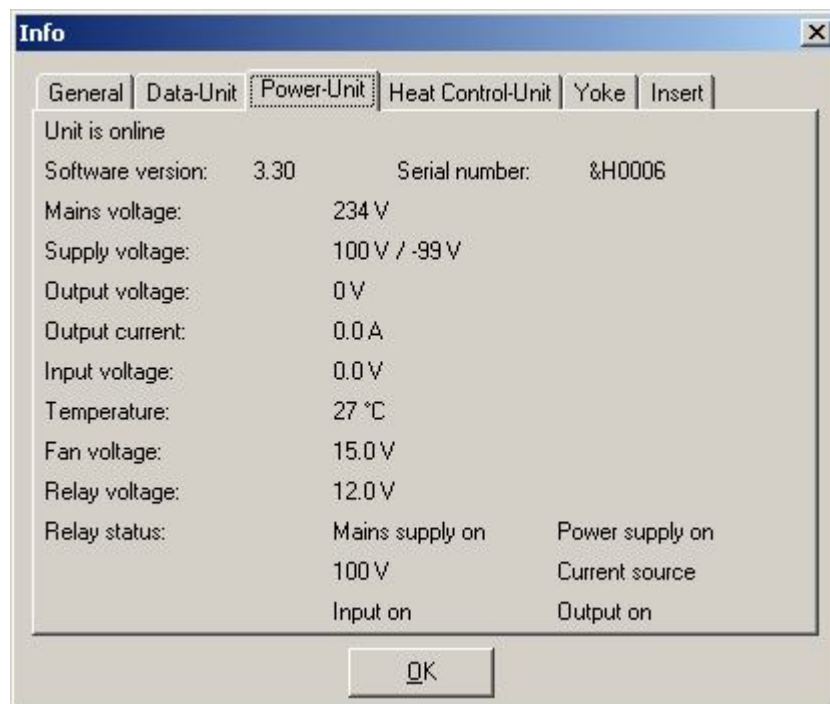 Info
General Data-Unit Power-Unit Heat Control-Unit Yoke Insert
Unit is online
Software version: 3.30 Serial number: &H0006
Mains voltage: 234 V
Supply voltage: 100 V / -99 V
Output voltage: 0 V
Output current: 0.0 A
Input voltage: 0.0 V
Temperature: 27 °C
Fan voltage: 15.0 V
Relay voltage: 12.0 V
Relay status: Mains supply on Power supply on
100 V Current source
Input on Output on
OK